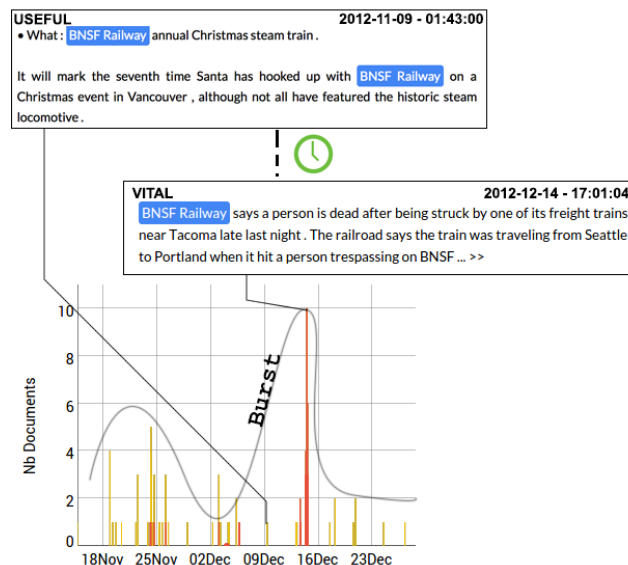 USEFUL 2012-11-09 - 01:43:00
• What : BNSF Railway annual Christmas steam train .
It will mark the seventh time Santa has hooked up with BNSF Railway on a
Christmas event in Vancouver , although not all have featured the historic steam
locomotive .
VITAL 2012-12-14 - 17:01:04
BNSF Railway says a person is dead after being struck by one of its freight trains
near Tacoma late last night . The railroad says the train was traveling from Seattle
to Portland when it hit a person trespassing on BNSF ... >>
Nb Documents
10
8
6
4
2
0
Burst
18Nov 25Nov 02Dec 09Dec 16Dec 23Dec